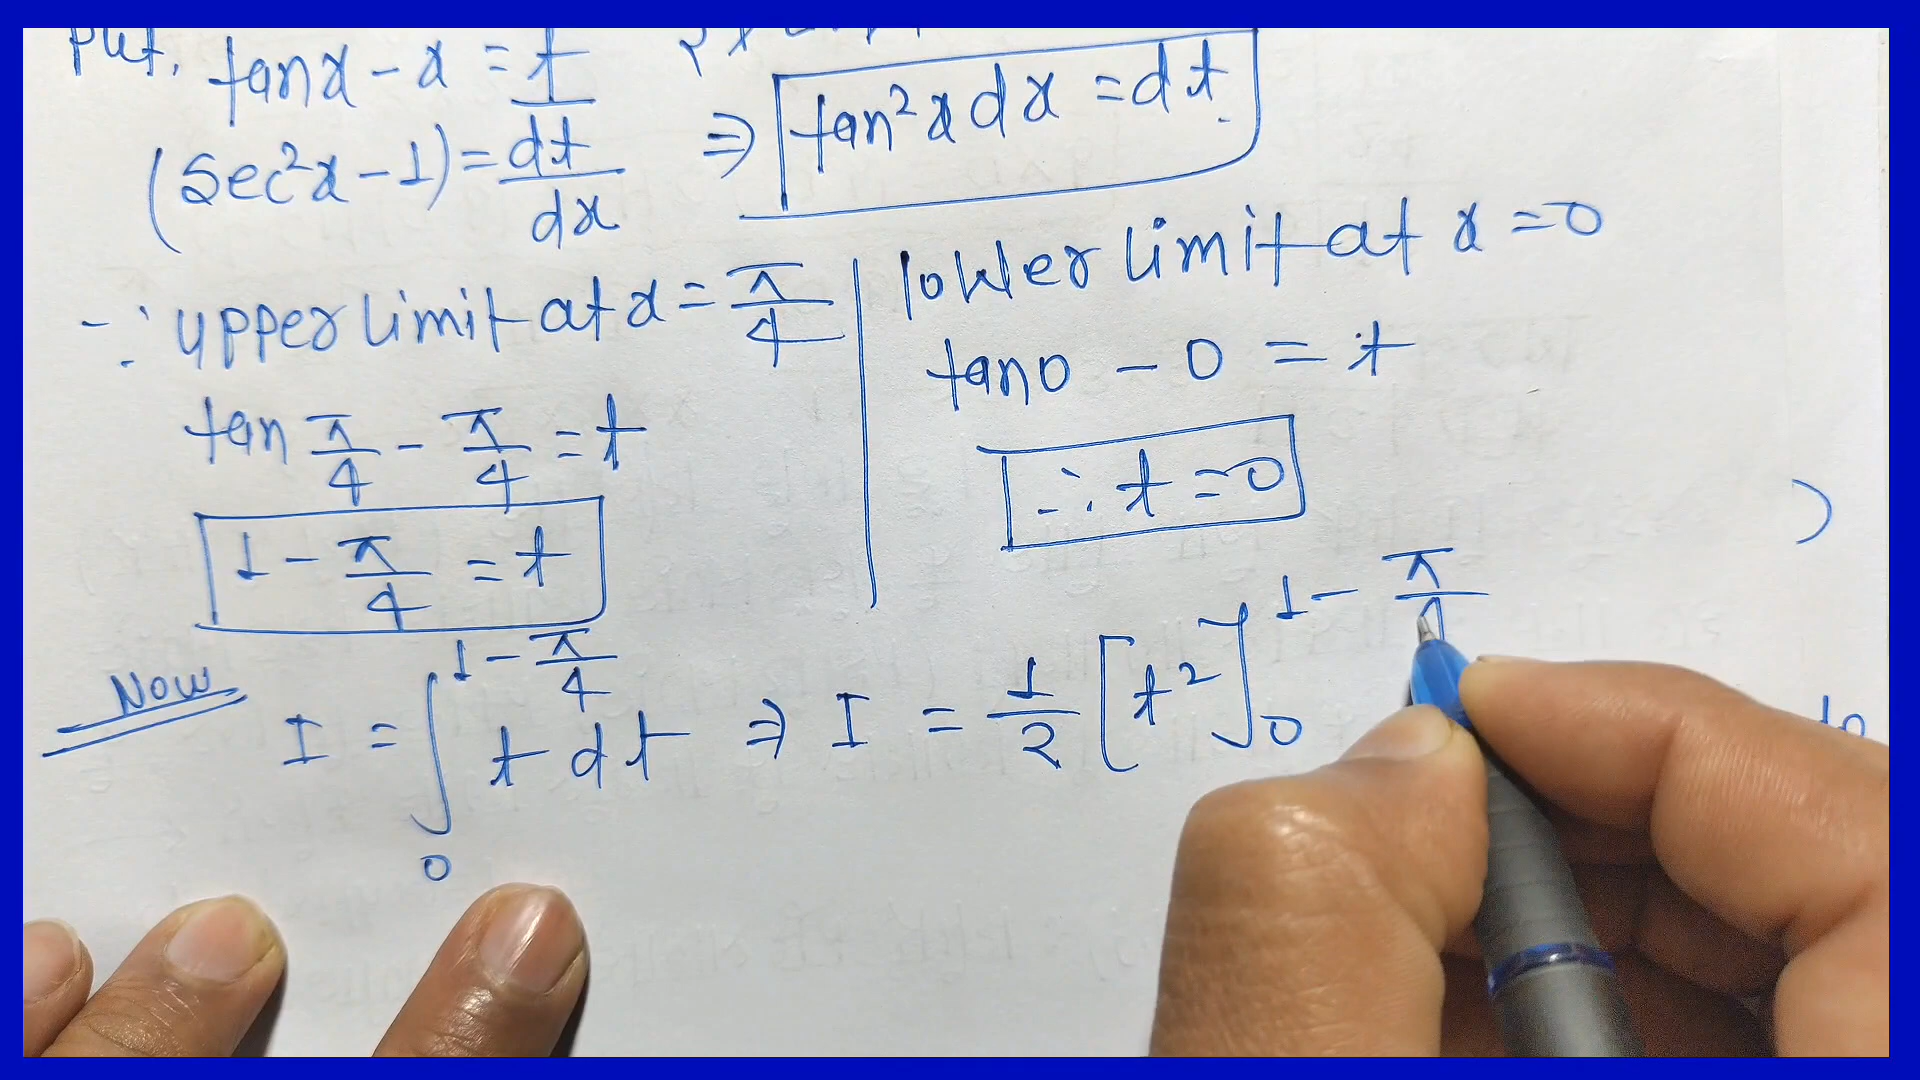 Put, tanx - x = t
(sec²x - 1) = dt/dx
⇒ tan²x dx = dt.
∵ upper limit at x = π/4
tan π/4 - π/4 = t
1 - π/4 = t
lower limit at x = 0
tan0 - 0 = t
∴ t = 0
Now I = ∫₀^(1 - π/4) t dt ⇒ I = 1/2 [t²]₀^(1 - π/4)